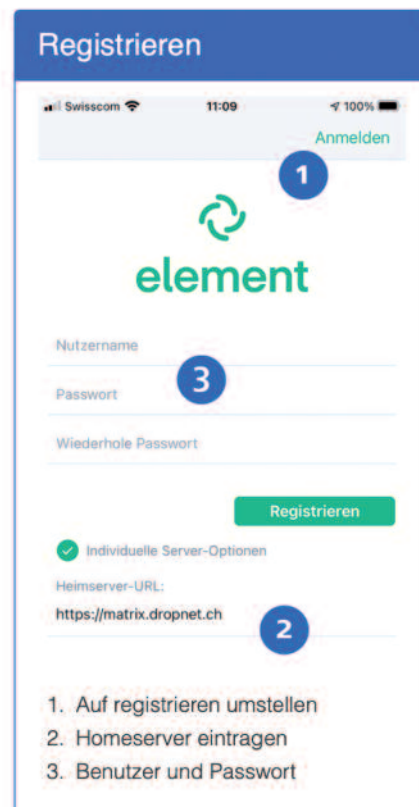 Registrieren
Swisscom 11:09 100%
Anmelden
1
element
Nutzername
3
Passwort
Wiederhole Passwort
Registrieren
Individuelle Server-Optionen
Heimserver-URL:
https://matrix.dropnet.ch
2
1. Auf registrieren umstellen
2. Homeserver eintragen
3. Benutzer und Passwort